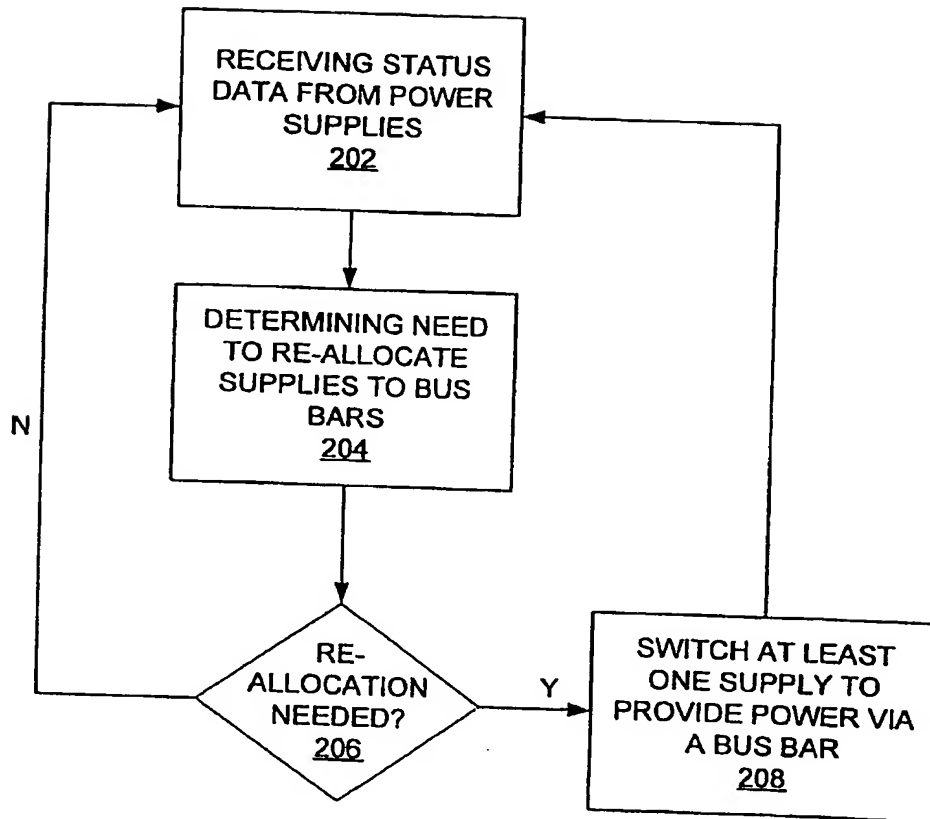 RECEIVING STATUS
DATA FROM POWER
SUPPLIES
202
DETERMINING NEED
TO RE-ALLOCATE
SUPPLIES TO BUS
BARS
204
N
RE-
ALLOCATION
NEEDED?
206
Y
SWITCH AT LEAST
ONE SUPPLY TO
PROVIDE POWER VIA
A BUS BAR
208